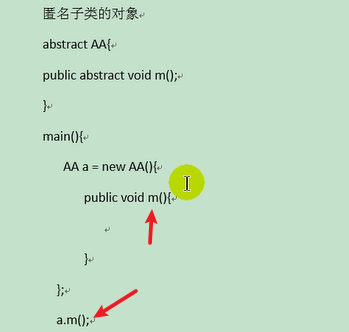 匿名子类的对象
abstract AA{
public abstract void m();
}
main(){
AA a = new AA(){
public void m(){
}
};
a.m();